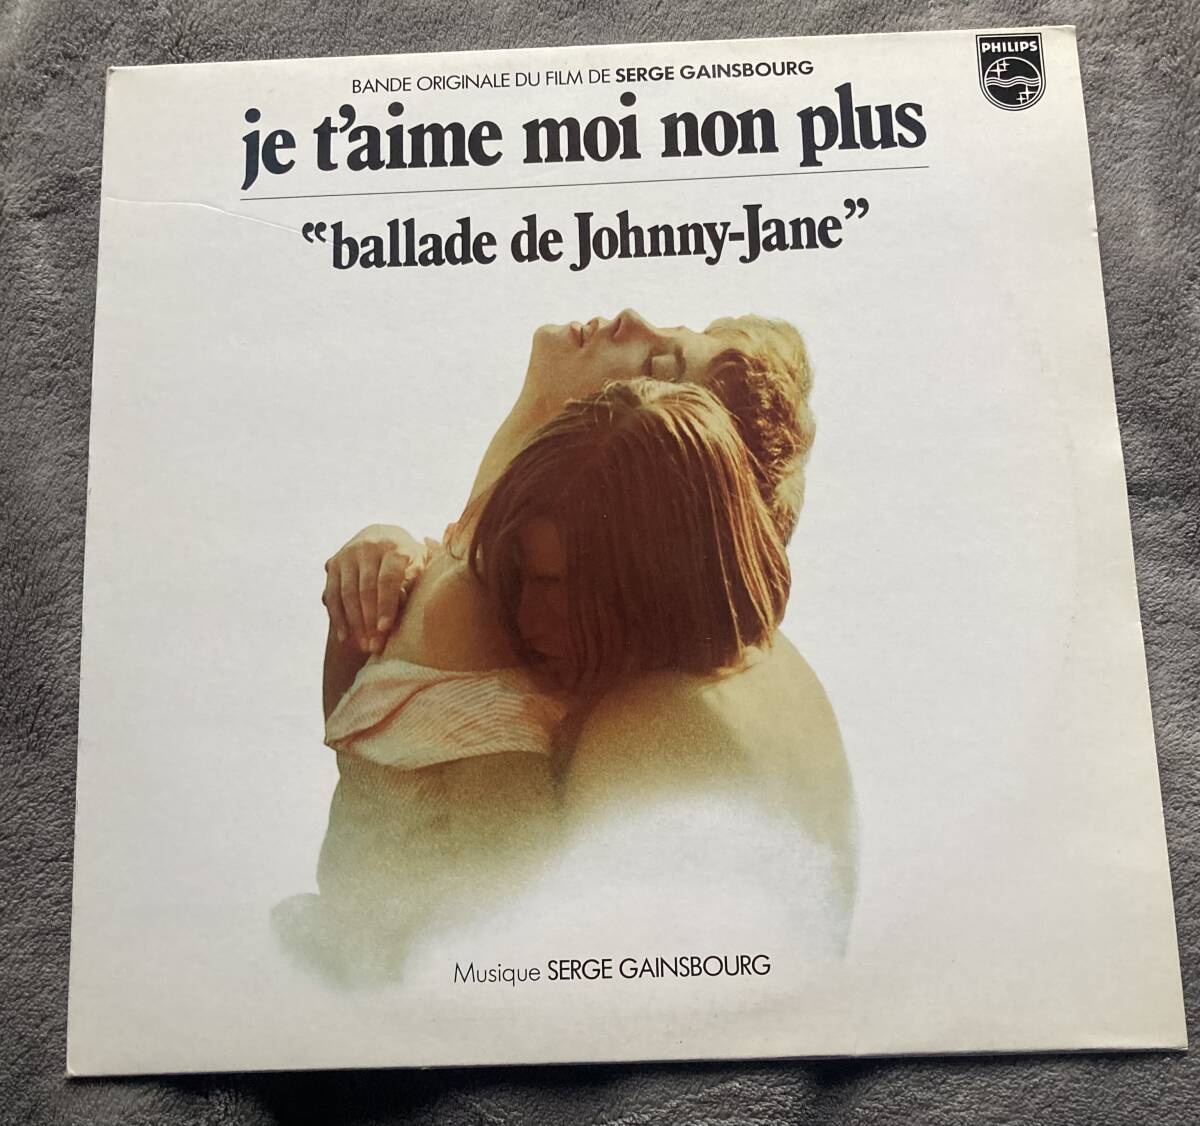 BANDE ORIGINALE DU FILM DE SERGE GAINSBOURG
PHILIPS
je t'aime moi non plus
“ballade de Johnny-Jane”
Musique SERGE GAINSBOURG